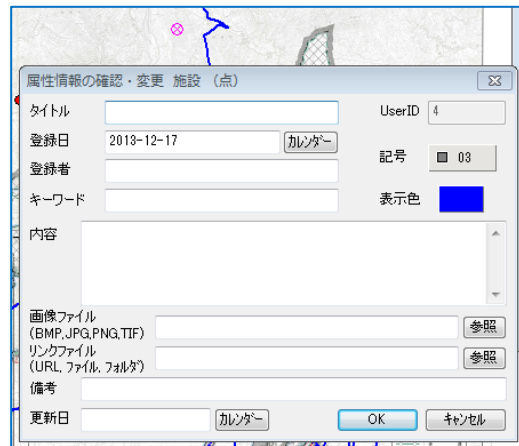 属性情報の確認・変更 施設 （点）
タイトル
UserID 4
登録日 2013-12-17 カレンダー
記号 03
登録者
キーワード
表示色
内容
画像ファイル
(BMP,JPG,PNG,TIF) 参照
リンクファイル
(URL, ファイル, フォルダ) 参照
備考
更新日 カレンダー OK キャンセル